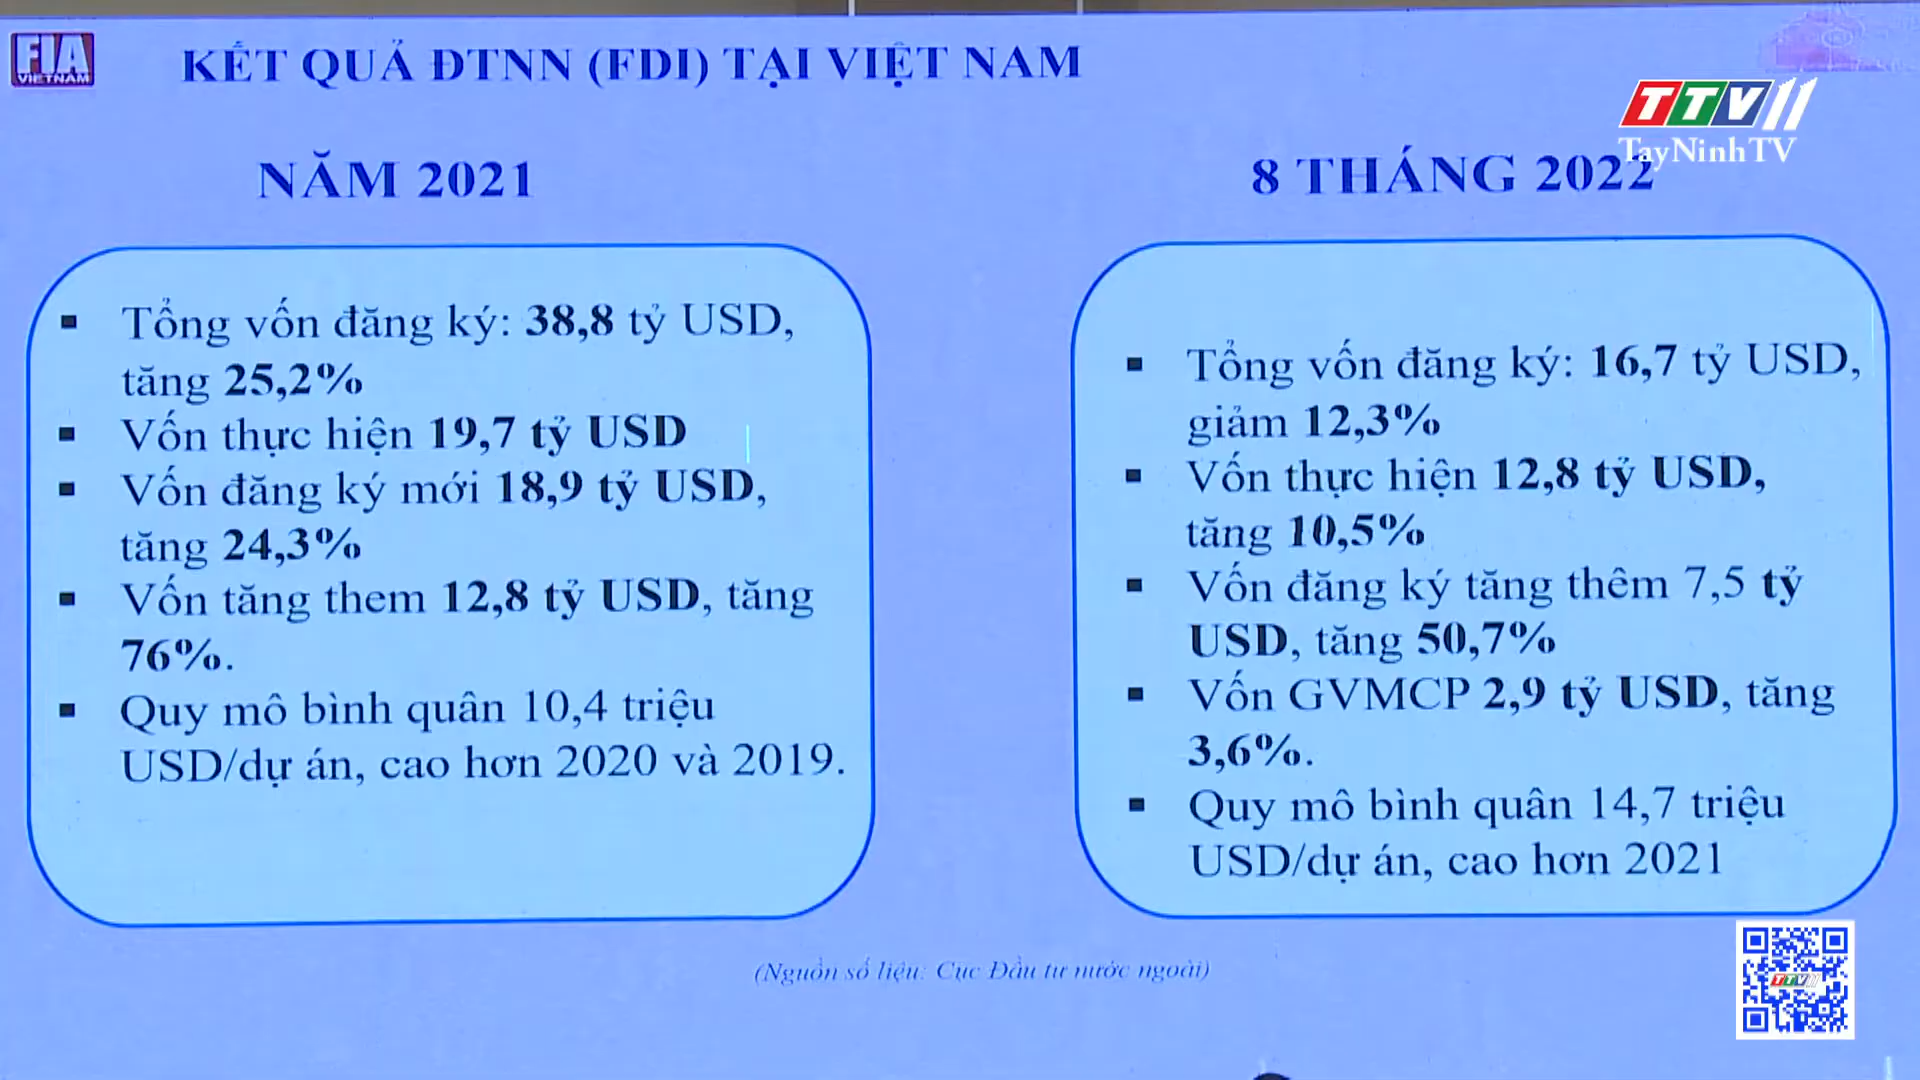 FIA
VIETNAM
KẾT QUẢ ĐTNN (FDI) TẠI VIỆT NAM
TTV11
TayNinhTV
NĂM 2021
8 THÁNG 2022
▪ Tổng vốn đăng ký: 38,8 tỷ USD,
tăng 25,2%
▪ Vốn thực hiện 19,7 tỷ USD
▪ Vốn đăng ký mới 18,9 tỷ USD,
tăng 24,3%
▪ Vốn tăng them 12,8 tỷ USD, tăng
76%.
▪ Quy mô bình quân 10,4 triệu
USD/dự án, cao hơn 2020 và 2019.
▪ Tổng vốn đăng ký: 16,7 tỷ USD,
giảm 12,3%
▪ Vốn thực hiện 12,8 tỷ USD,
tăng 10,5%
▪ Vốn đăng ký tăng thêm 7,5 tỷ
USD, tăng 50,7%
▪ Vốn GVMCP 2,9 tỷ USD, tăng
3,6%.
▪ Quy mô bình quân 14,7 triệu
USD/dự án, cao hơn 2021
(Nguồn số liệu: Cục Đầu tư nước ngoài)
TTV11